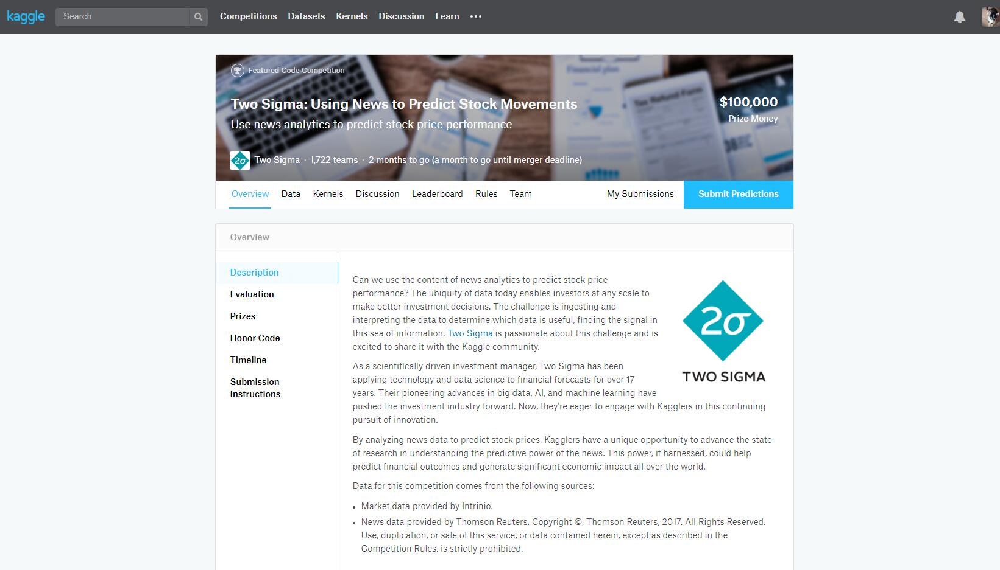 kaggle
Search
Competitions Datasets Kernels Discussion Learn
Featured Code Competition
Financial plan
Tax Refund Form
Two Sigma: Using News to Predict Stock Movements
$100,000
Use news analytics to predict stock price performance
Prize Money
2σ Two Sigma · 1,722 teams · 2 months to go (a month to go until merger deadline)
Overview Data Kernels Discussion Leaderboard Rules Team My Submissions Submit Predictions
Overview
Description
Evaluation
Prizes
Honor Code
Timeline
Submission
Instructions
Can we use the content of news analytics to predict stock price
performance? The ubiquity of data today enables investors at any scale to
make better investment decisions. The challenge is ingesting and
interpreting the data to determine which data is useful, finding the signal in
this sea of information. Two Sigma is passionate about this challenge and is
excited to share it with the Kaggle community.
2σ
TWO SIGMA
As a scientifically driven investment manager, Two Sigma has been
applying technology and data science to financial forecasts for over 17
years. Their pioneering advances in big data, AI, and machine learning have
pushed the investment industry forward. Now, they're eager to engage with Kagglers in this continuing
pursuit of innovation.
By analyzing news data to predict stock prices, Kagglers have a unique opportunity to advance the state
of research in understanding the predictive power of the news. This power, if harnessed, could help
predict financial outcomes and generate significant economic impact all over the world.
Data for this competition comes from the following sources:
• Market data provided by Intrinio.
• News data provided by Thomson Reuters. Copyright ©, Thomson Reuters, 2017. All Rights Reserved.
Use, duplication, or sale of this service, or data contained herein, except as described in the
Competition Rules, is strictly prohibited.